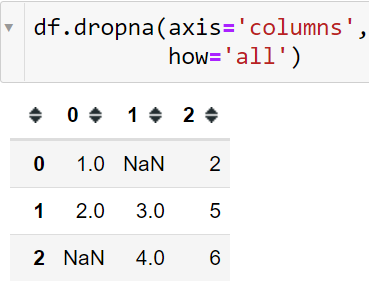 df.dropna(axis='columns',
how='all')
0 1 2
0 1.0 NaN 2
1 2.0 3.0 5
2 NaN 4.0 6